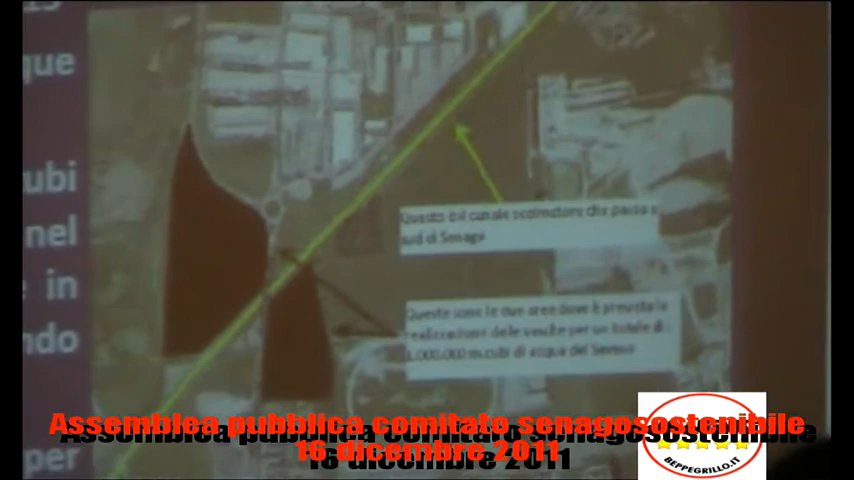 que
ubi
nel
in
ndo
per
Questo è il canale scolmatore che passa a
sud di Senago
Queste sono le due aree dove è prevista la
realizzazione delle vasche per un totale di
1.000.000 m.cubi di acqua del Seveso
Assemblea pubblica comitato senagosostenibile
16 dicembre 2011
BEPPEGRILLO.IT